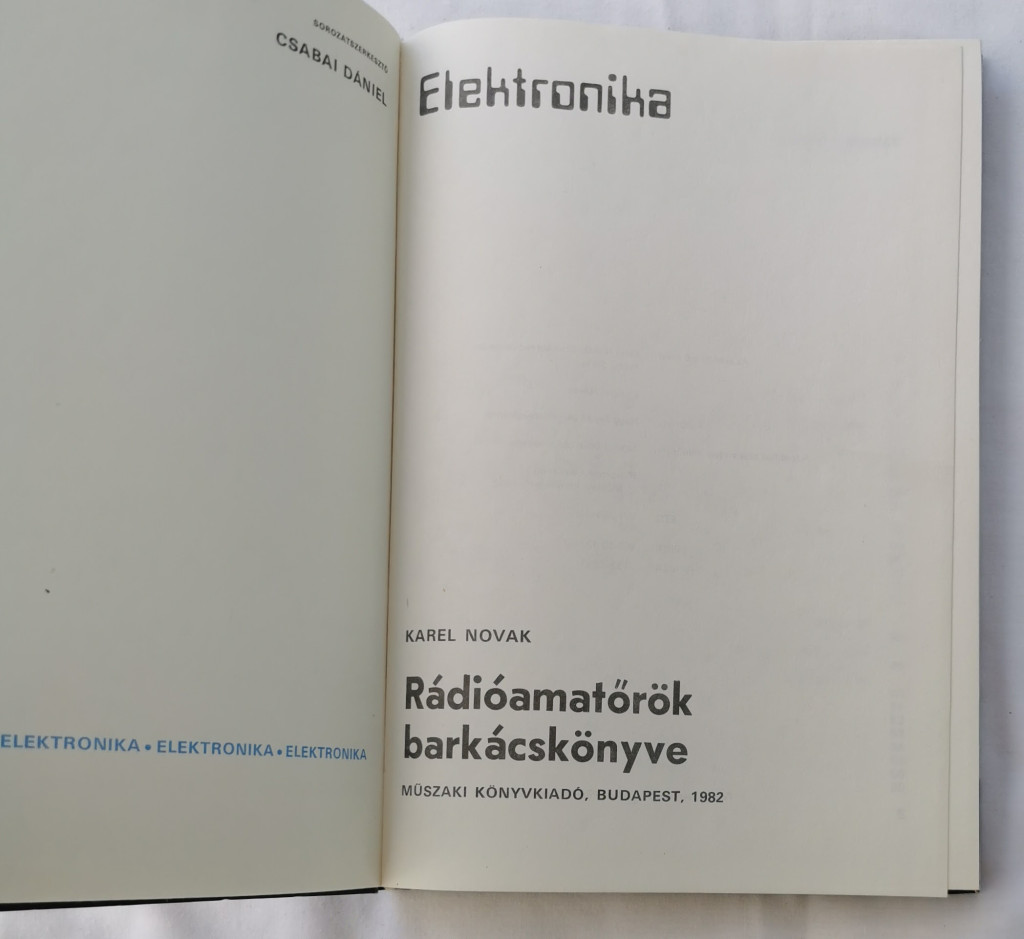 SOROZATSZERKESZTŐ
CSABAI DÁNIEL
ELEKTRONIKA • ELEKTRONIKA • ELEKTRONIKA
Elektronika
KAREL NOVAK
Rádióamatőrök
barkácskönyve
MŰSZAKI KÖNYVKIADÓ, BUDAPEST, 1982